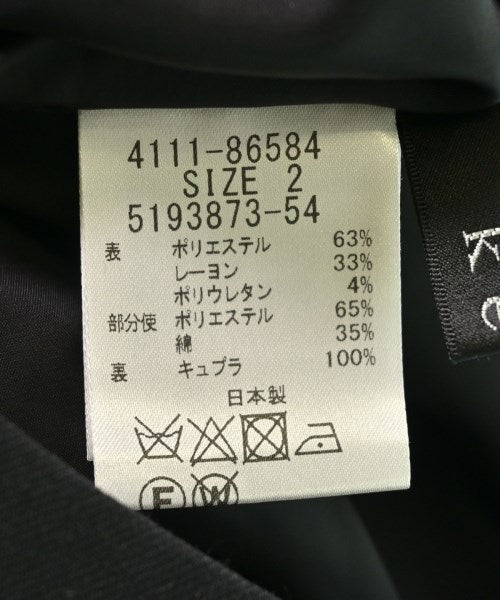 4111-86584
SIZE 2
5193873-54
表 ポリエステル 63%
レーヨン 33%
ポリウレタン 4%
部分使 ポリエステル 65%
綿 35%
裏 キュプラ 100%
日本製
F W